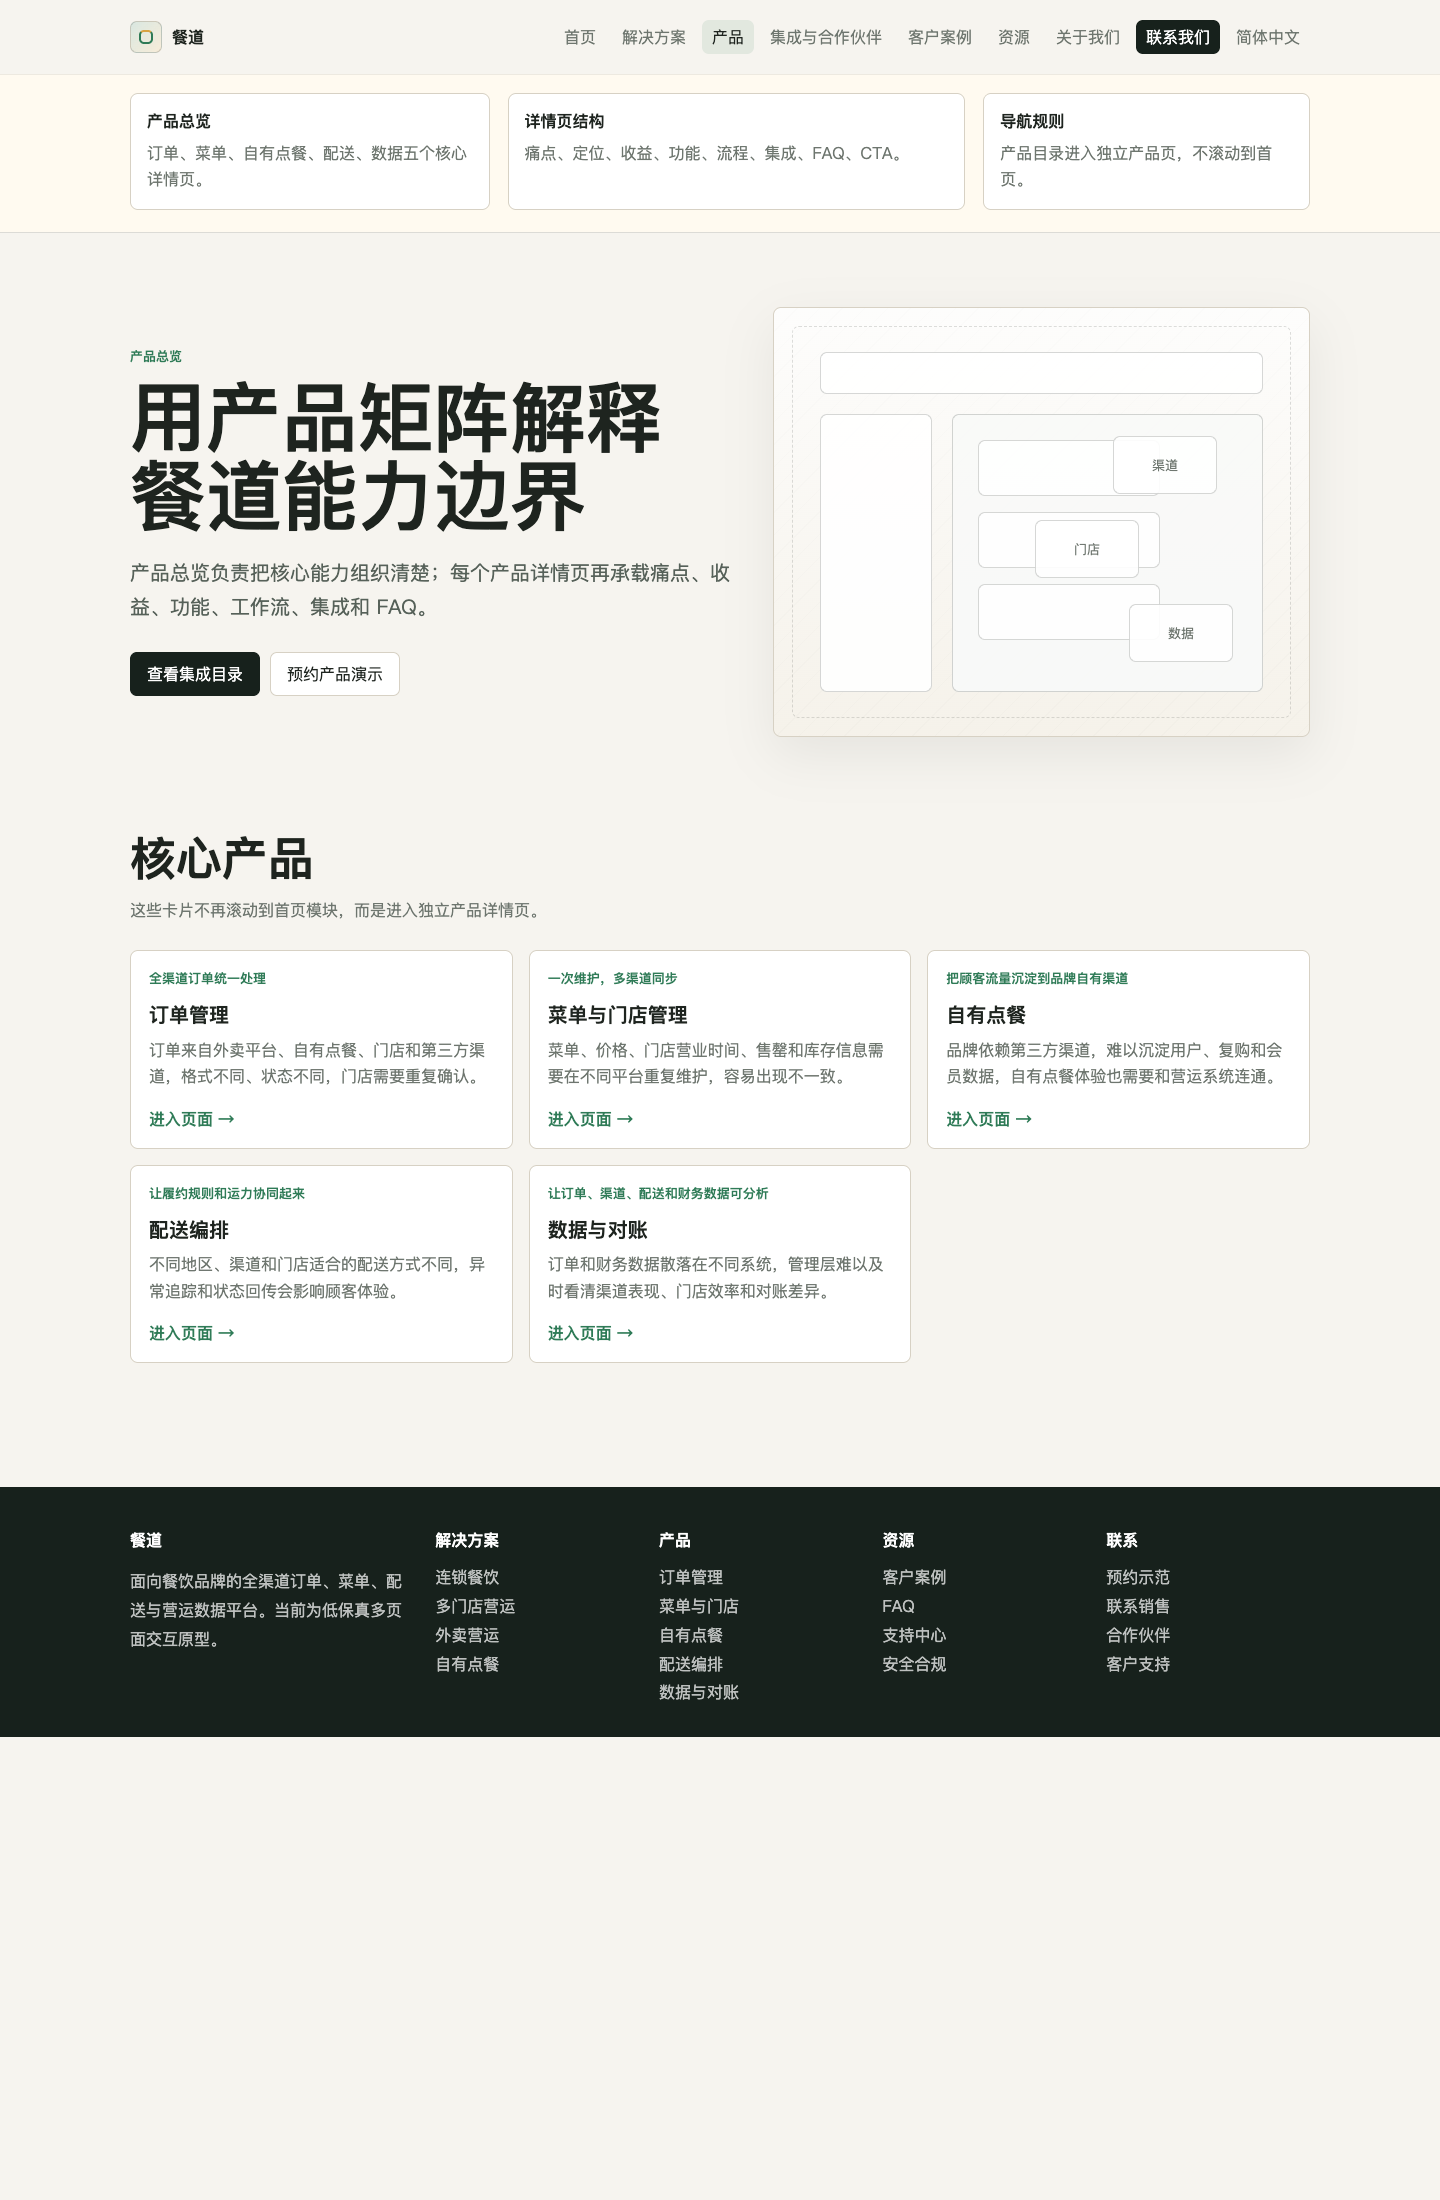 餐道
首页 解决方案 产品 集成与合作伙伴 客户案例 资源 关于我们 联系我们 简体中文
产品总览
订单、菜单、自有点餐、配送、数据五个核心
详情页。
详情页结构
痛点、定位、收益、功能、流程、集成、FAQ、CTA。
导航规则
产品目录进入独立产品页，不滚动到首
页。
产品总览
用产品矩阵解释
餐道能力边界
产品总览负责把核心能力组织清楚；每个产品详情页再承载痛点、收
益、功能、工作流、集成和 FAQ。
查看集成目录 预约产品演示
渠道
门店
数据
核心产品
这些卡片不再滚动到首页模块，而是进入独立产品详情页。
全渠道订单统一处理
订单管理
订单来自外卖平台、自有点餐、门店和第三方渠
道，格式不同、状态不同，门店需要重复确认。
进入页面 →
一次维护，多渠道同步
菜单与门店管理
菜单、价格、门店营业时间、售罄和库存信息需
要在不同平台重复维护，容易出现不一致。
进入页面 →
把顾客流量沉淀到品牌自有渠道
自有点餐
品牌依赖第三方渠道，难以沉淀用户、复购和会
员数据，自有点餐体验也需要和营运系统连通。
进入页面 →
让履约规则和运力协同起来
配送编排
不同地区、渠道和门店适合的配送方式不同，异
常追踪和状态回传会影响顾客体验。
进入页面 →
让订单、渠道、配送和财务数据可分析
数据与对账
订单和财务数据散落在不同系统，管理层难以及
时看清渠道表现、门店效率和对账差异。
进入页面 →
餐道
面向餐饮品牌的全渠道订单、菜单、配
送与营运数据平台。当前为低保真多页
面交互原型。
解决方案
连锁餐饮
多门店营运
外卖营运
自有点餐
产品
订单管理
菜单与门店
自有点餐
配送编排
数据与对账
资源
客户案例
FAQ
支持中心
安全合规
联系
预约示范
联系销售
合作伙伴
客户支持